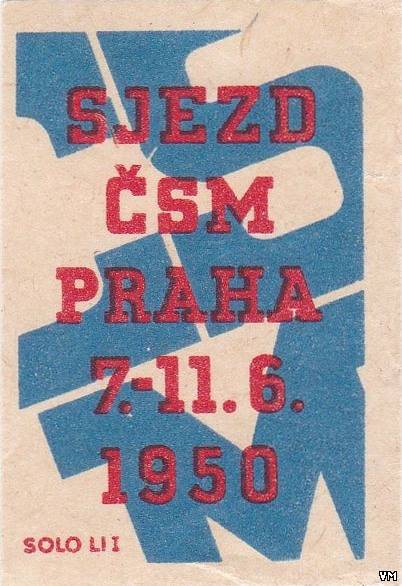 SJEZD
ČSM
PRAHA
7.-11.6.
1950
SOLO LI I
VM